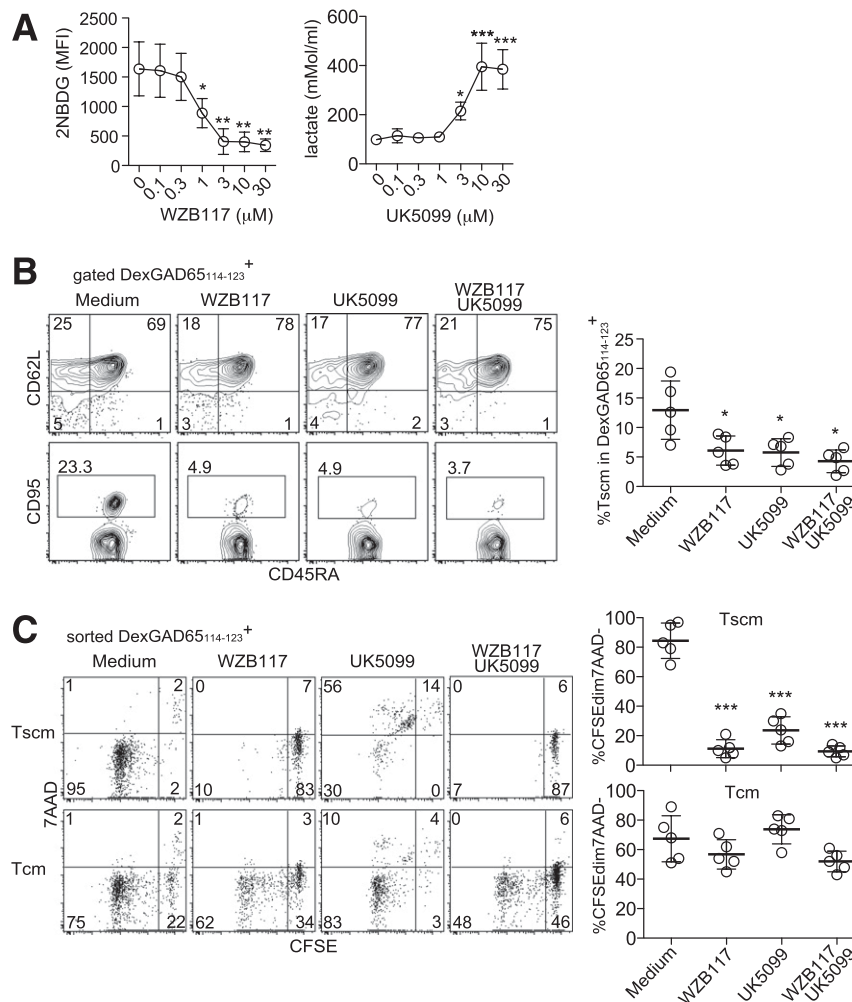 A
2NBDG (MFI)
2500
2000
1500
1000
500
0
*
**
**
**
0
0.1
0.3
1
3
10
30
WZB117 (μM)
lactate (mMol/ml)
600
400
200
0
*
***
***
0
0.1
0.3
1
3
10
30
UK5099 (μM)
B
gated DexGAD65114-123+
Medium
WZB117
UK5099
WZB117
UK5099
CD62L
25 69
5 1
18 78
3 1
17 77
4 2
21 75
3 1
CD95
23.3
4.9
4.9
3.7
CD45RA
%Tscm in DexGAD65114-123+
25
20
15
10
5
0
*
*
*
Medium
WZB117
UK5099
WZB117
UK5099
C
sorted DexGAD65114-123+
Medium
WZB117
UK5099
WZB117
UK5099
Tscm
1 2
95 2
0 7
10 83
56 14
30 0
0 6
7 87
7AAD
Tcm
1 2
75 22
1 3
62 34
10 4
83 3
0 6
48 46
CFSE
%CFSEdim7AAD-
Tscm
100
80
60
40
20
0
***
***
***
%CFSEdim7AAD-
Tcm
100
80
60
40
20
0
Medium
WZB117
UK5099
WZB117
UK5099